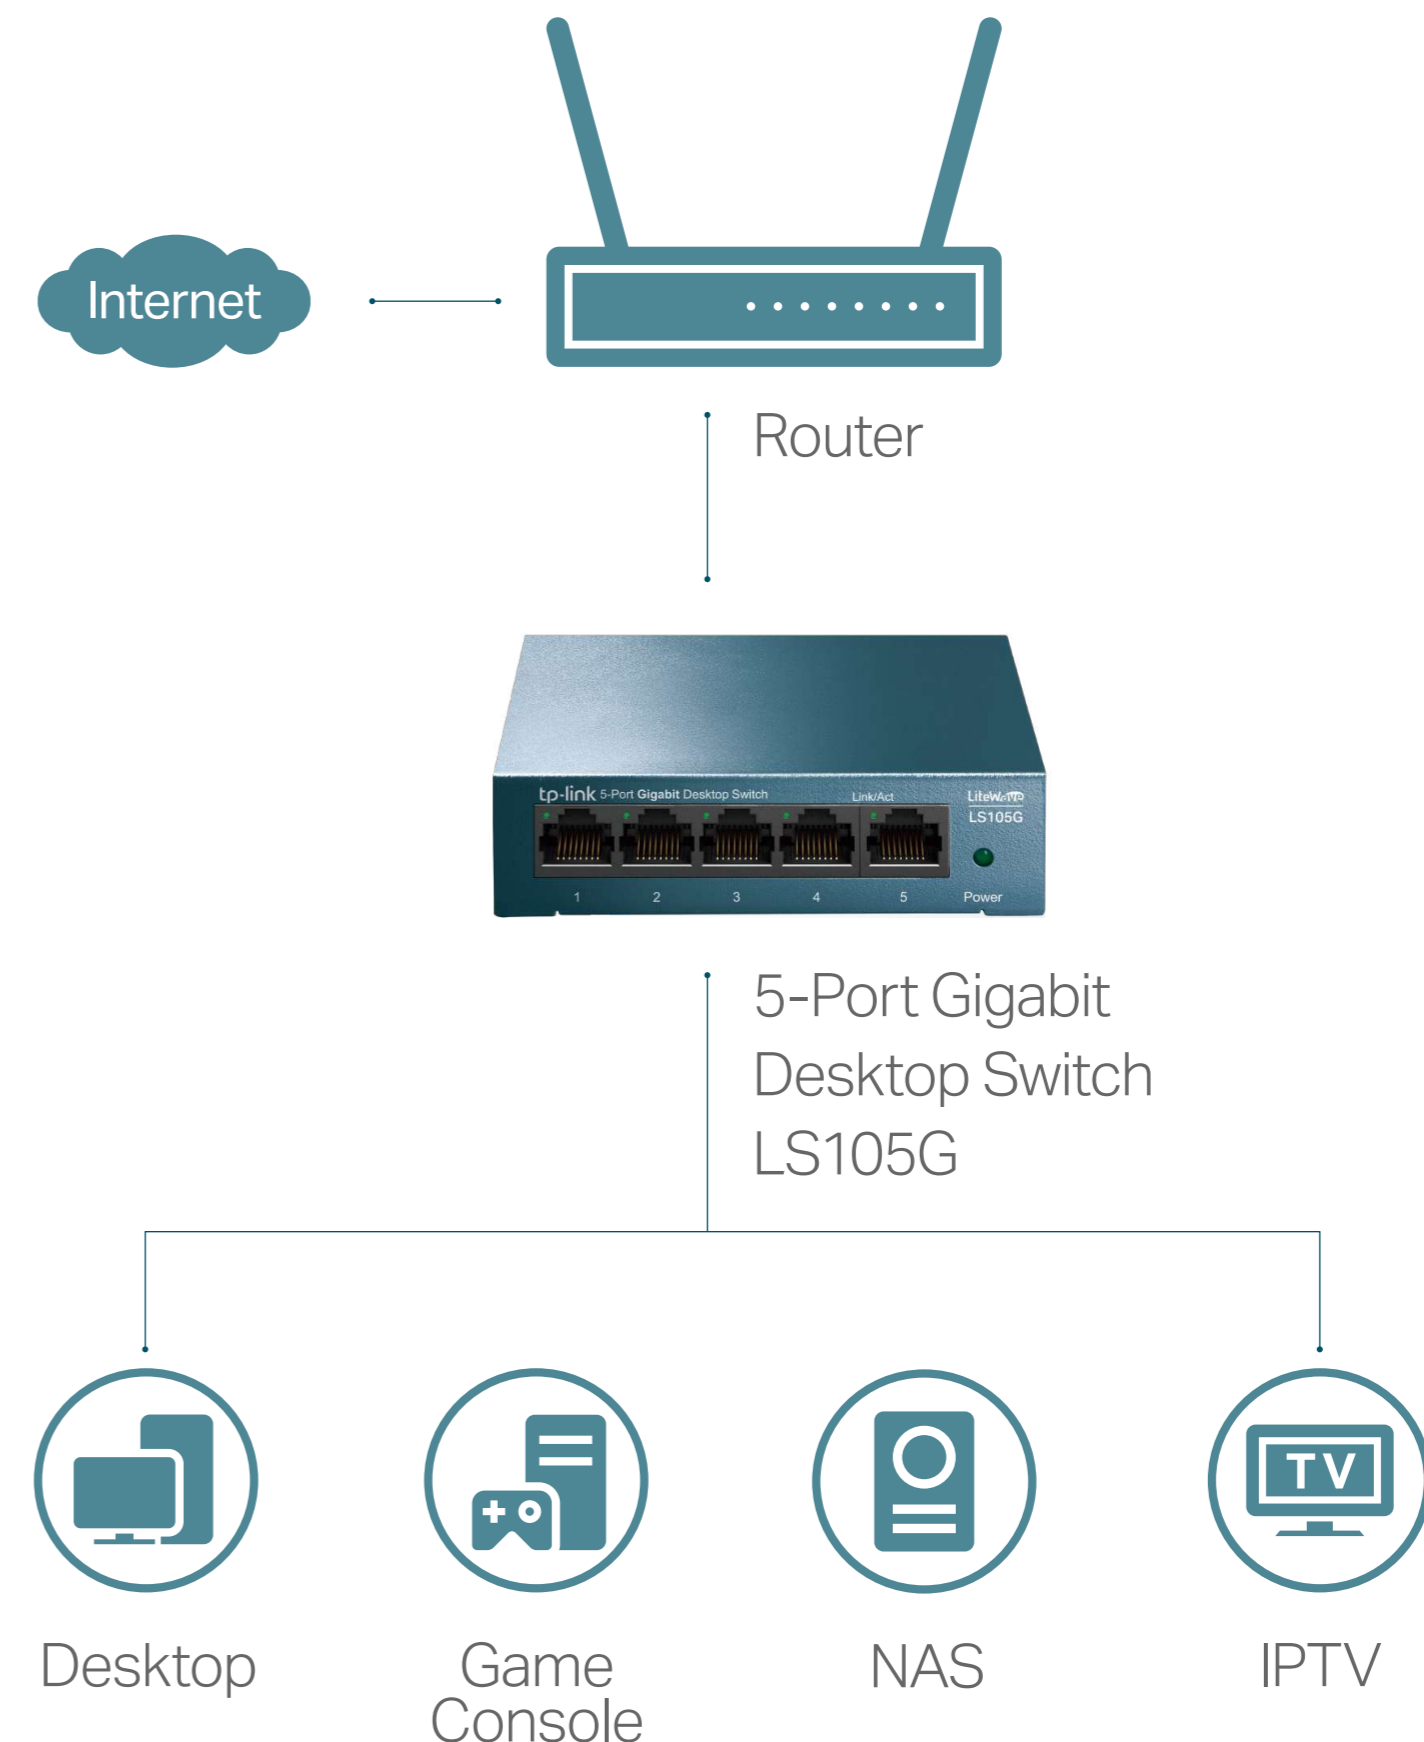 Internet
Router
tp-link 5-Port Gigabit Desktop Switch
Link/Act
LiteWave
LS105G
1 2 3 4 5 Power
5-Port Gigabit
Desktop Switch
LS105G
TV
Desktop
Game
Console
NAS
IPTV